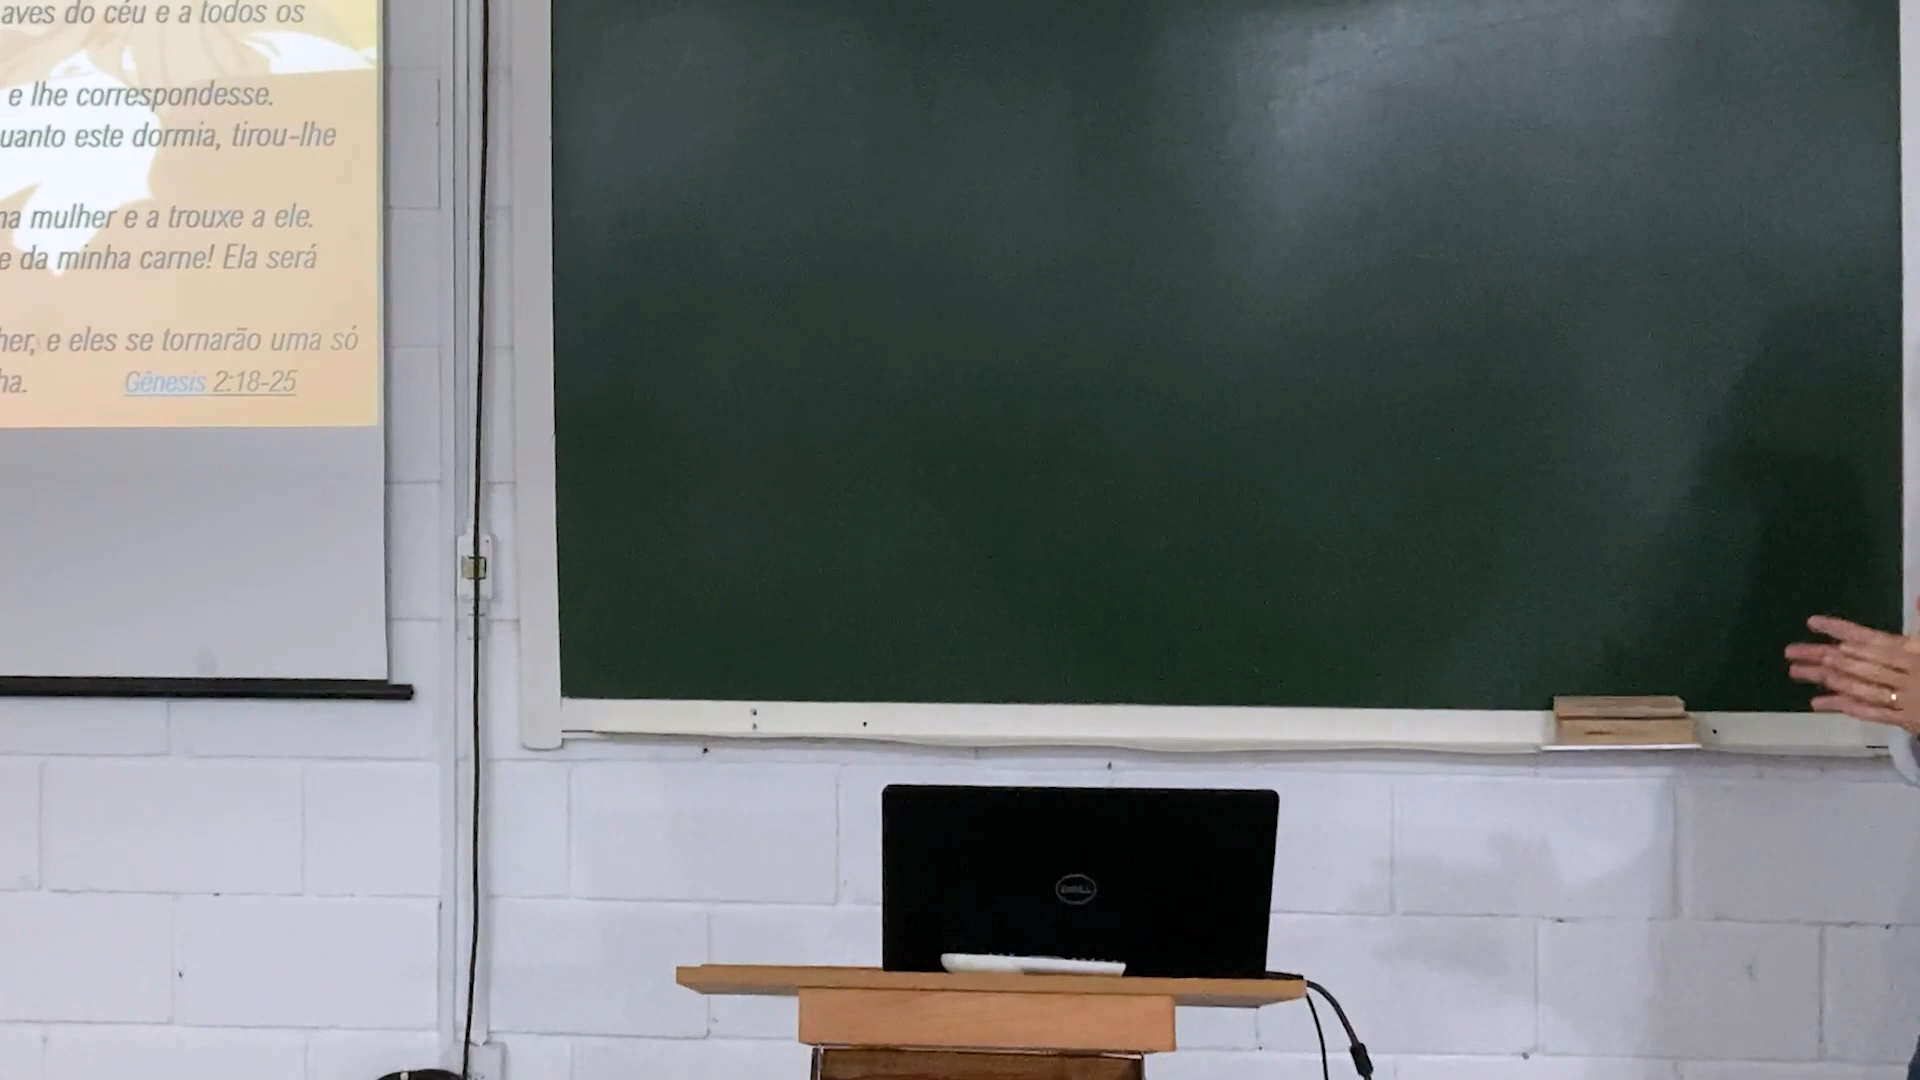 aves do céu e a todos os
e lhe correspondesse.
uanto este dormia, tirou-lhe
na mulher e a trouxe a ele.
e da minha carne! Ela será
her, e eles se tornarão uma só
ha. Gênesis 2:18-25
DELL